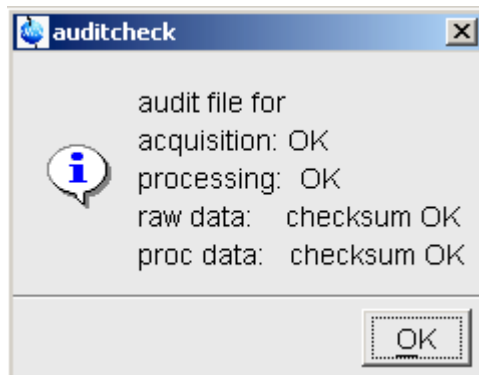 auditcheck
audit file for
acquisition: OK
processing: OK
raw data: checksum OK
proc data: checksum OK
OK